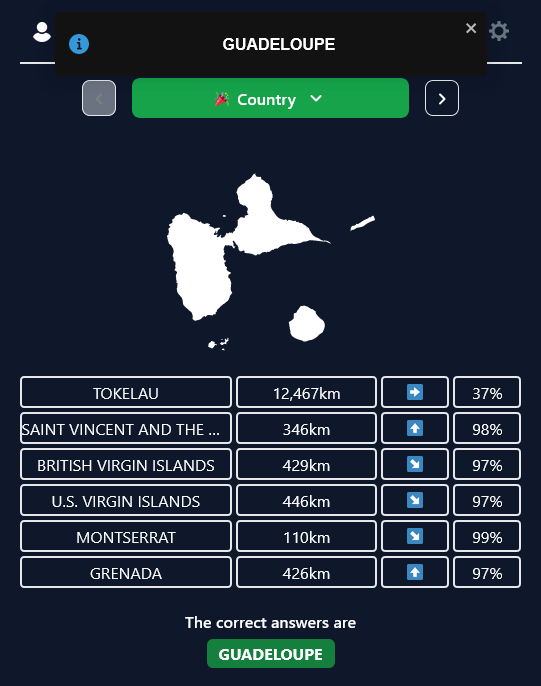 GUADELOUPE
Country
TOKELAU 12,467km 37%
SAINT VINCENT AND THE ... 346km 98%
BRITISH VIRGIN ISLANDS 429km 97%
U.S. VIRGIN ISLANDS 446km 97%
MONTSERRAT 110km 99%
GRENADA 426km 97%
The correct answers are
GUADELOUPE